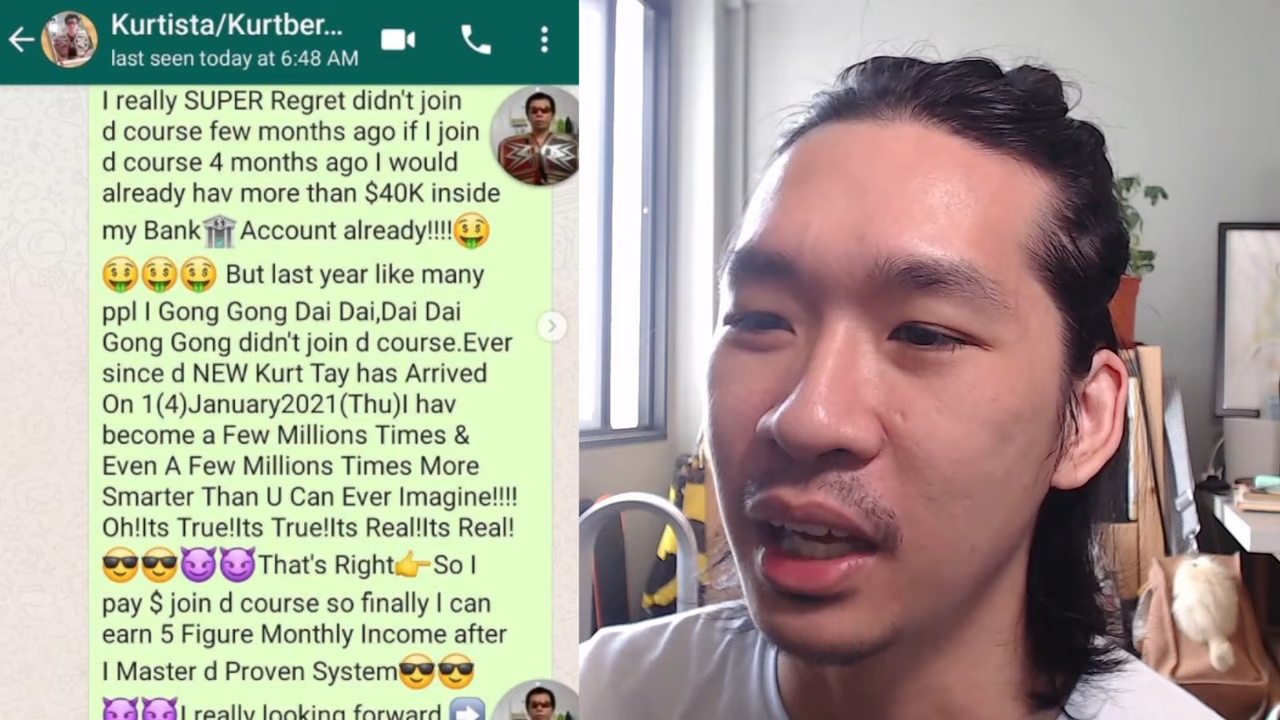 Kurtista/Kurtber...
last seen today at 6:48 AM
I really SUPER Regret didn't join
d course few months ago if I join
d course 4 months ago I would
already hav more than $40K inside
my Bank🏦Account already!!!!🤑
🤑🤑🤑 But last year like many
ppl I Gong Gong Dai Dai,Dai Dai
Gong Gong didn't join d course.Ever
since d NEW Kurt Tay has Arrived
On 1(4)January2021(Thu)I hav
become a Few Millions Times &
Even A Few Millions Times More
Smarter Than U Can Ever Imagine!!!!
Oh!Its True!Its True!Its Real!Its Real!
😎😎😈😈That's Right👉So I
pay $ join d course so finally I can
earn 5 Figure Monthly Income after
I Master d Proven System😎😎
😈😈I really looking forward ➡️